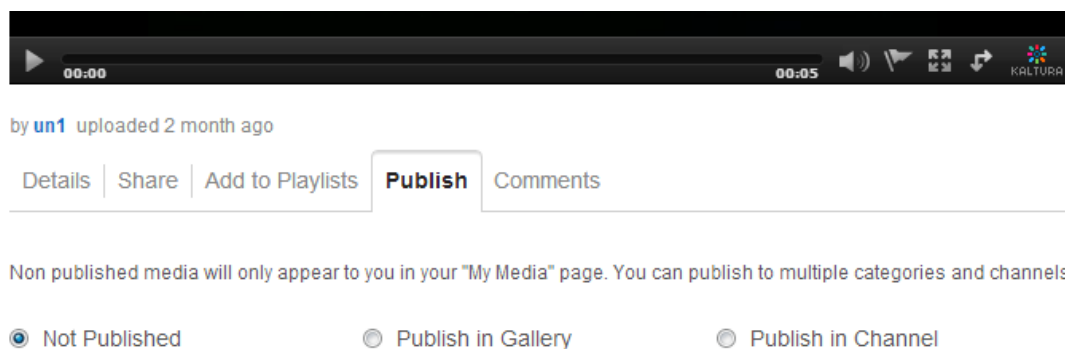 00:00 00:05 KALTURA
by un1 uploaded 2 month ago
Details Share Add to Playlists Publish Comments
Non published media will only appear to you in your "My Media" page. You can publish to multiple categories and channels
Not Published Publish in Gallery Publish in Channel